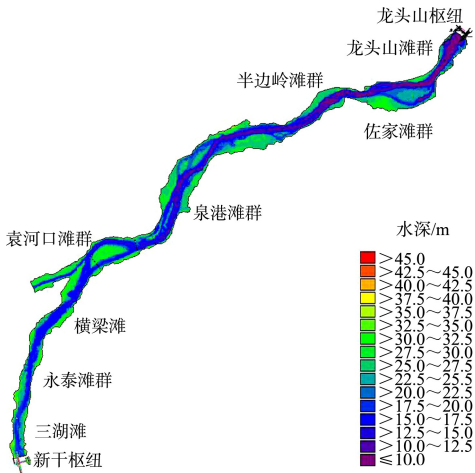 龙头山枢纽
龙头山滩群
半边岭滩群
佐家滩群
泉港滩群
袁河口滩群
横梁滩
永泰滩群
三湖滩
新干枢纽
水深/m
>45.0
>42.5~45.0
>40.0~42.5
>37.5~40.0
>35.0~37.5
>32.5~35.0
>30.0~32.5
>27.5~30.0
>25.0~27.5
>22.5~25.5
>20.0~22.5
>17.5~20.0
>15.0~17.5
>12.5~15.0
>10.0~12.5
≤10.0